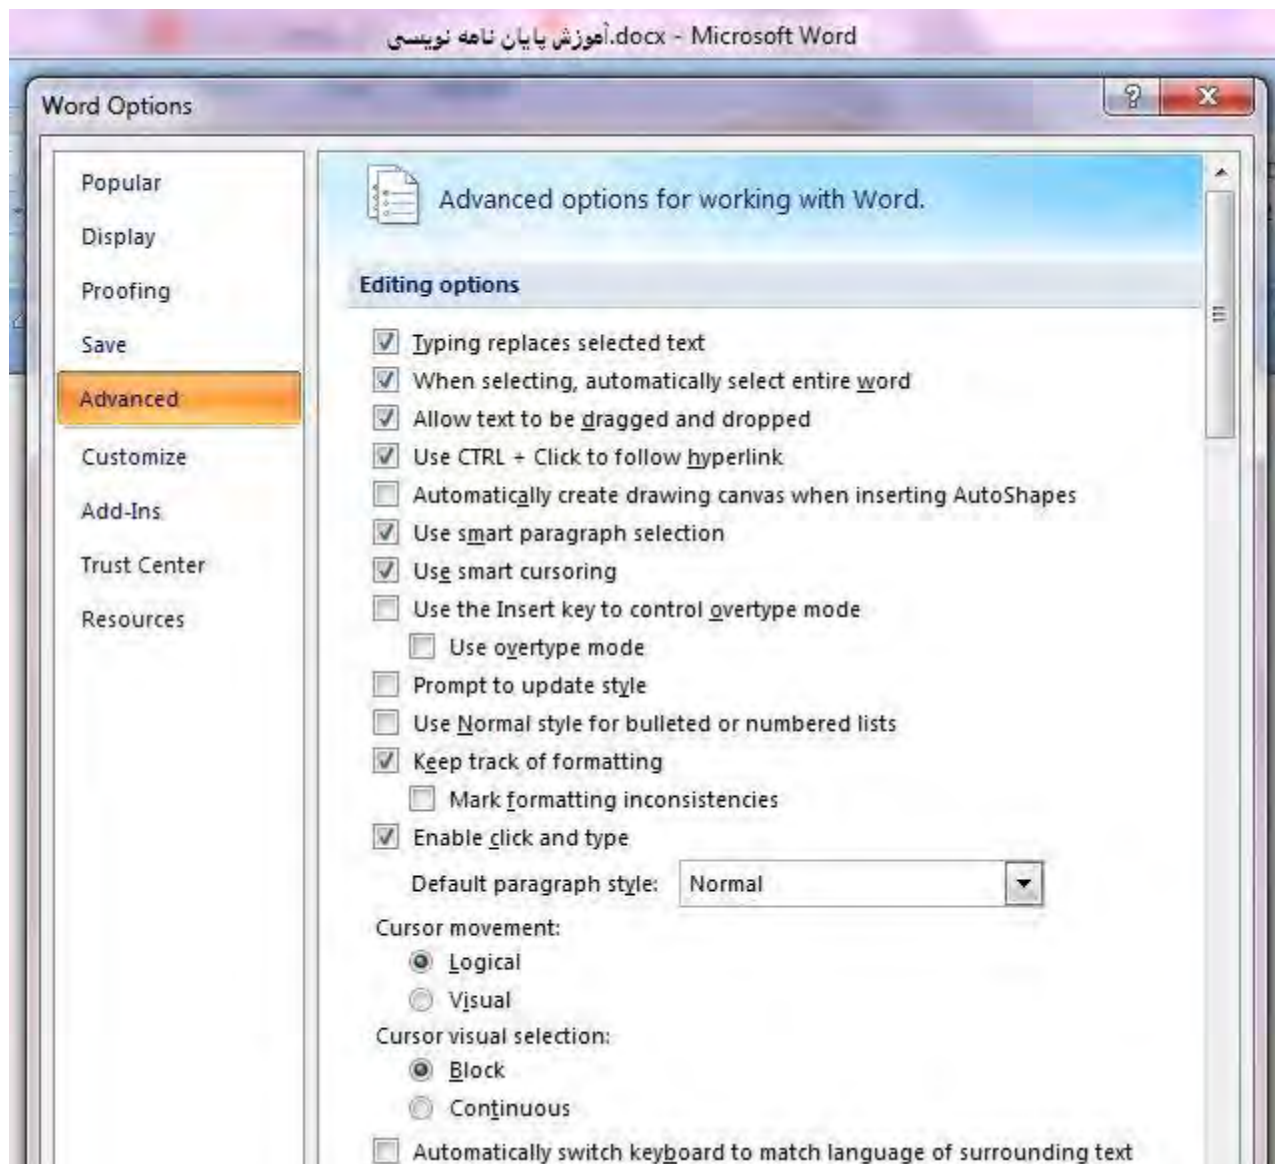 آموزش پایان نامه نویسی.docx - Microsoft Word
Word Options
Popular
Display
Proofing
Save
Advanced
Customize
Add-Ins
Trust Center
Resources
Advanced options for working with Word.
Editing options
Typing replaces selected text
When selecting, automatically select entire word
Allow text to be dragged and dropped
Use CTRL + Click to follow hyperlink
Automatically create drawing canvas when inserting AutoShapes
Use smart paragraph selection
Use smart cursoring
Use the Insert key to control overtype mode
Use overtype mode
Prompt to update style
Use Normal style for bulleted or numbered lists
Keep track of formatting
Mark formatting inconsistencies
Enable click and type
Default paragraph style: Normal
Cursor movement:
Logical
Visual
Cursor visual selection:
Block
Continuous
Automatically switch keyboard to match language of surrounding text